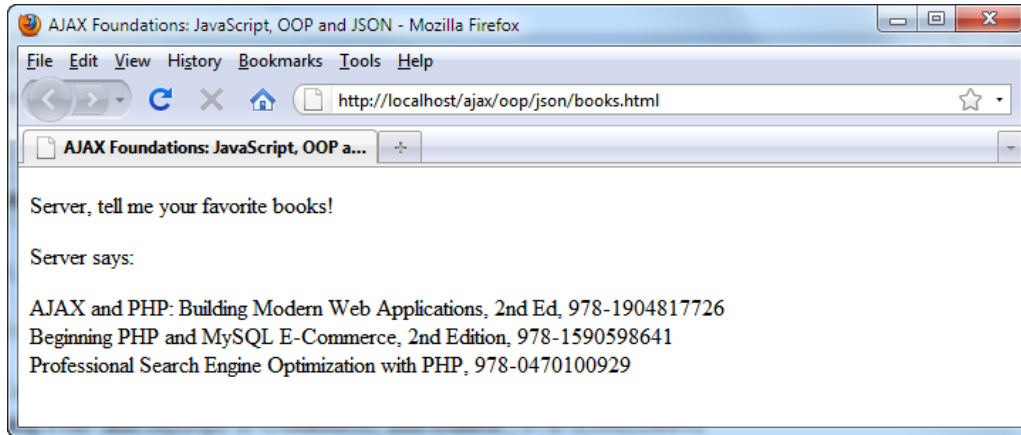 AJAX Foundations: JavaScript, OOP and JSON - Mozilla Firefox
File Edit View History Bookmarks Tools Help
http://localhost/ajax/oop/json/books.html
AJAX Foundations: JavaScript, OOP a...
Server, tell me your favorite books!
Server says:
AJAX and PHP: Building Modern Web Applications, 2nd Ed, 978-1904817726
Beginning PHP and MySQL E-Commerce, 2nd Edition, 978-1590598641
Professional Search Engine Optimization with PHP, 978-0470100929